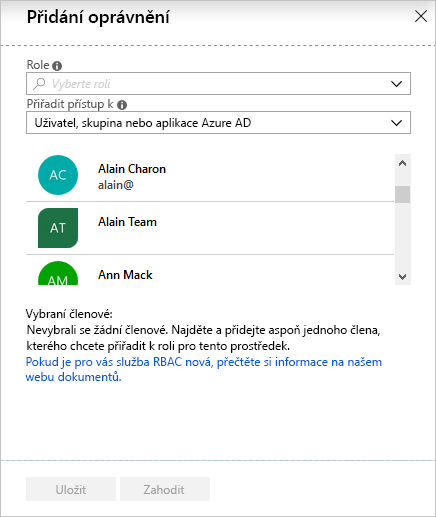 Přidání oprávnění
Role
Vyberte roli
Přiřadit přístup k
Uživatel, skupina nebo aplikace Azure AD
AC
Alain Charon
alain@
AT
Alain Team
AM
Ann Mack
Vybraní členové:
Nevybrali se žádní členové. Najděte a přidejte aspoň jednoho člena,
kterého chcete přiřadit k roli pro tento prostředek.
Pokud je pro vás služba RBAC nová, přečtěte si informace na našem
webu dokumentů.
Uložit
Zahodit